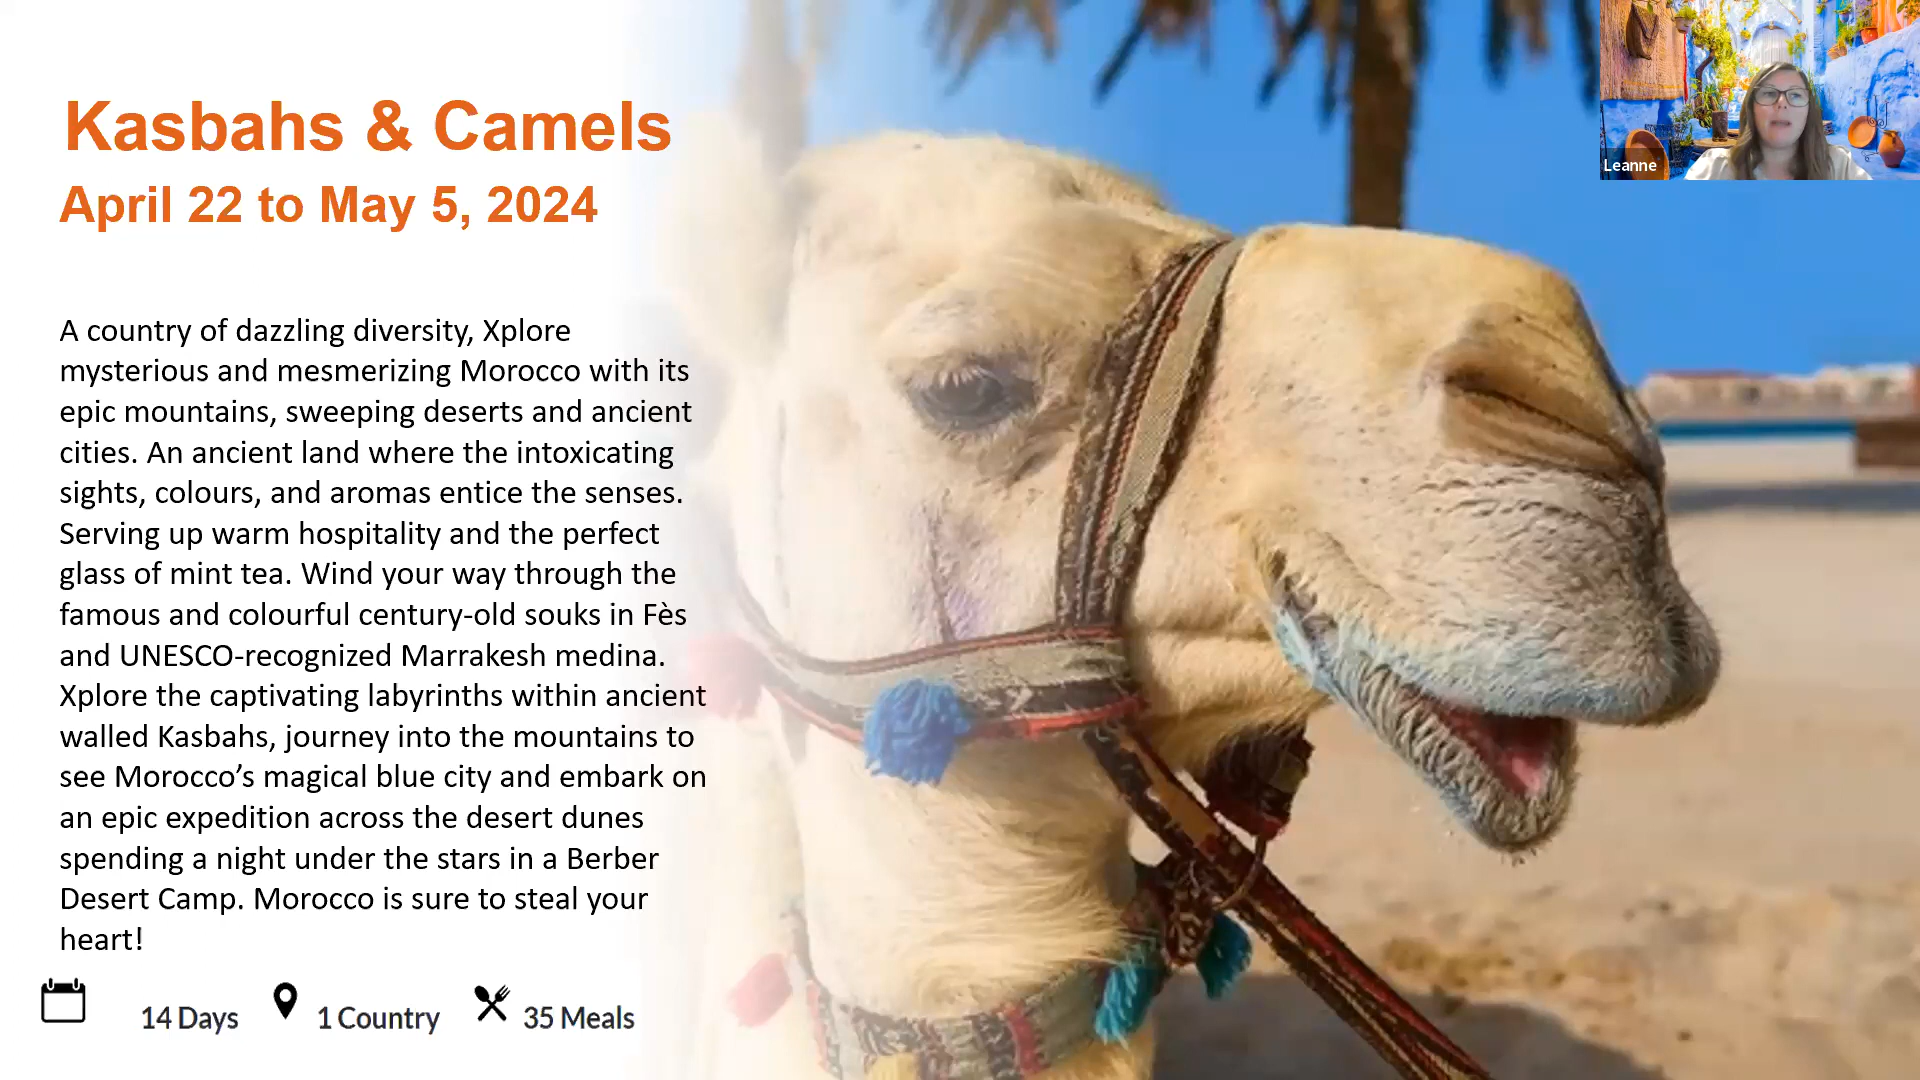 Kasbahs & Camels
April 22 to May 5, 2024
A country of dazzling diversity, Xplore
mysterious and mesmerizing Morocco with its
epic mountains, sweeping deserts and ancient
cities. An ancient land where the intoxicating
sights, colours, and aromas entice the senses.
Serving up warm hospitality and the perfect
glass of mint tea. Wind your way through the
famous and colourful century-old souks in Fès
and UNESCO-recognized Marrakesh medina.
Xplore the captivating labyrinths within ancient
walled Kasbahs, journey into the mountains to
see Morocco’s magical blue city and embark on
an epic expedition across the desert dunes
spending a night under the stars in a Berber
Desert Camp. Morocco is sure to steal your
heart!
14 Days 1 Country 35 Meals
Leanne